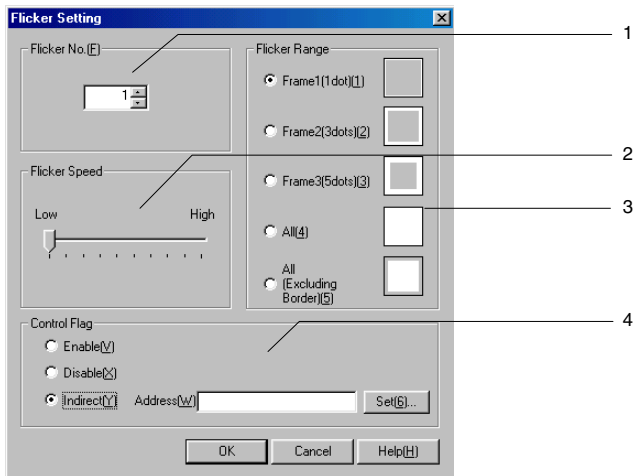 Flicker Setting
Flicker No.(F)
1
1
Flicker Range
Frame1(1dot)(1)
Frame2(3dots)(2)
Frame3(5dots)(3)
All(4)
All
(Excluding
Border)(5)
Flicker Speed
Low High
2
3
Control Flag
4
Enable(V)
Disable(X)
Indirect(Y) Address(W) Set(6)...
OK Cancel Help(H)